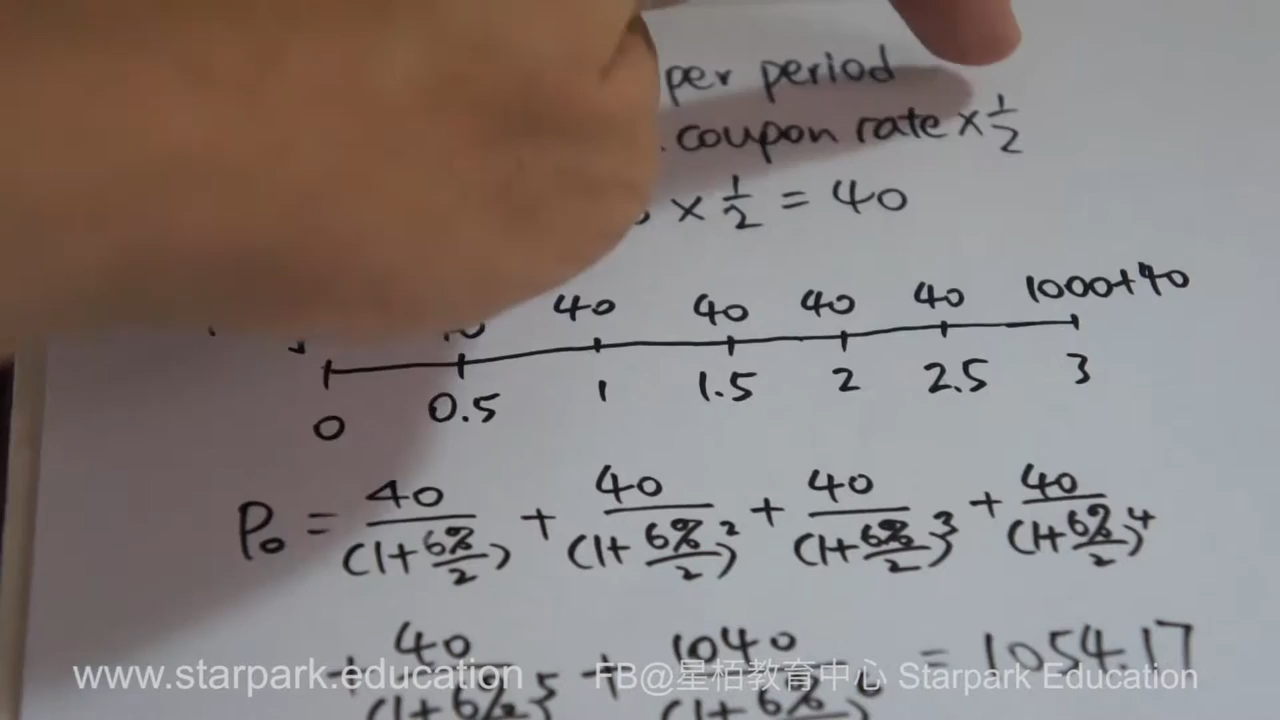 per period
. coupon rate × 1/2
× 1/2 = 40
40 40 40 40 1000+40
0 0.5 1 1.5 2 2.5 3
P₀ = 40/(1+6%/2) + 40/(1+6%/2)² + 40/(1+6%/2)³ + 40/(1+6%/2)⁴
+ 40/(1+6%/2)⁵ + 1040/(1+6%/2)⁶ = 1054.17
www.starpark.education FB@星栢教育中心 Starpark Education